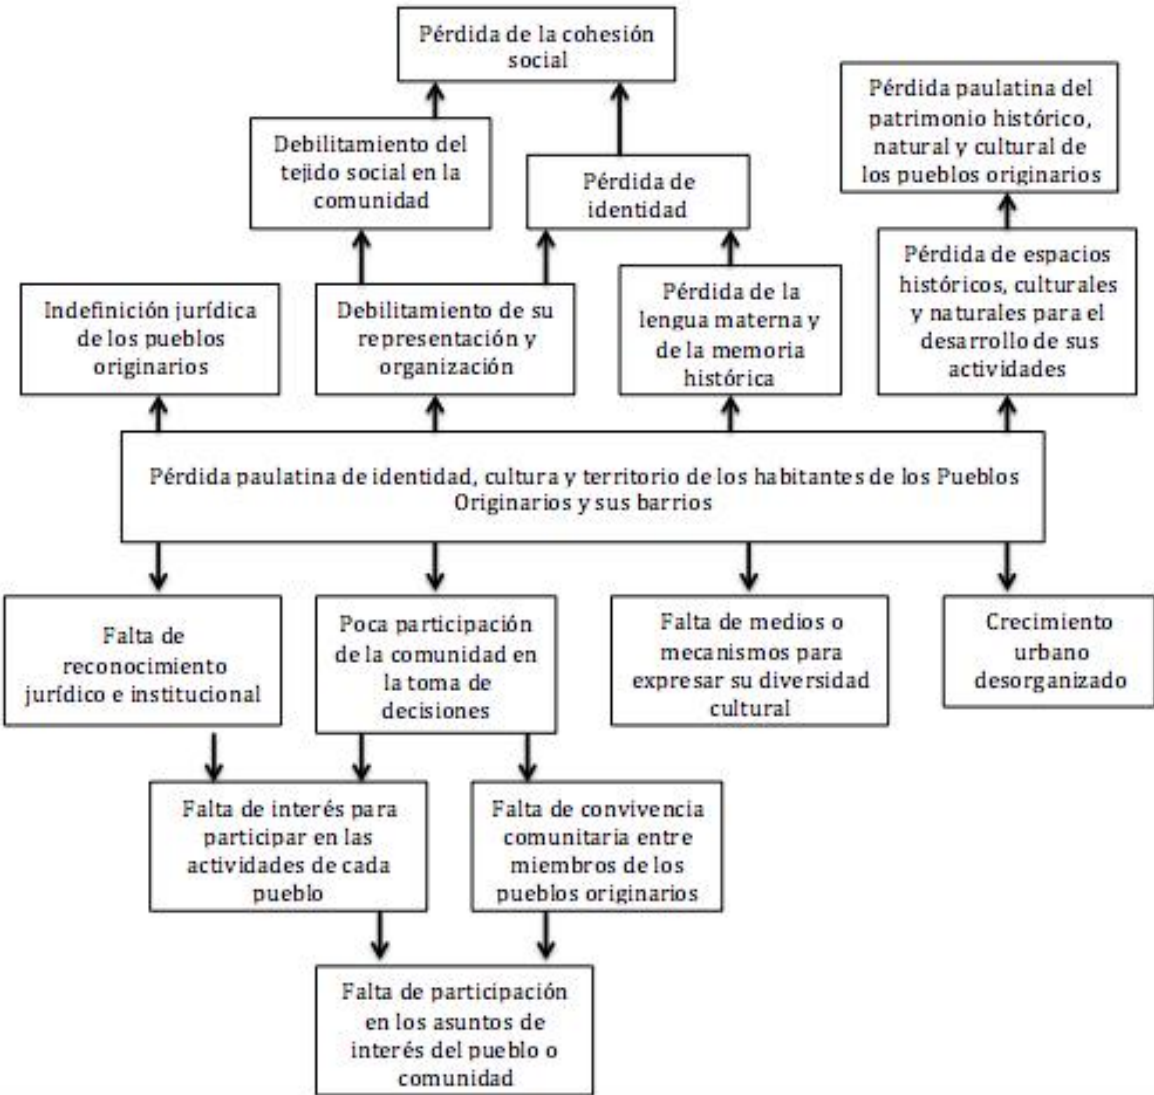 Pérdida de la cohesión
social
Pérdida paulatina del
patrimonio histórico,
natural y cultural de
los pueblos originarios
Debilitamiento del
tejido social en la
comunidad
Pérdida de
identidad
Pérdida de espacios
históricos, culturales
y naturales para el
desarrollo de sus
actividades
Indefinición jurídica
de los pueblos
originarios
Debilitamiento de su
representación y
organización
Pérdida de la
lengua materna y
de la memoria
histórica
Pérdida paulatina de identidad, cultura y territorio de los habitantes de los Pueblos
Originarios y sus barrios
Falta de
reconocimiento
jurídico e institucional
Poca participación
de la comunidad en
la toma de
decisiones
Falta de medios o
mecanismos para
expresar su diversidad
cultural
Crecimiento
urbano
desorganizado
Falta de interés para
participar en las
actividades de cada
pueblo
Falta de convivencia
comunitaria entre
miembros de los
pueblos originarios
Falta de participación
en los asuntos de
interés del pueblo o
comunidad